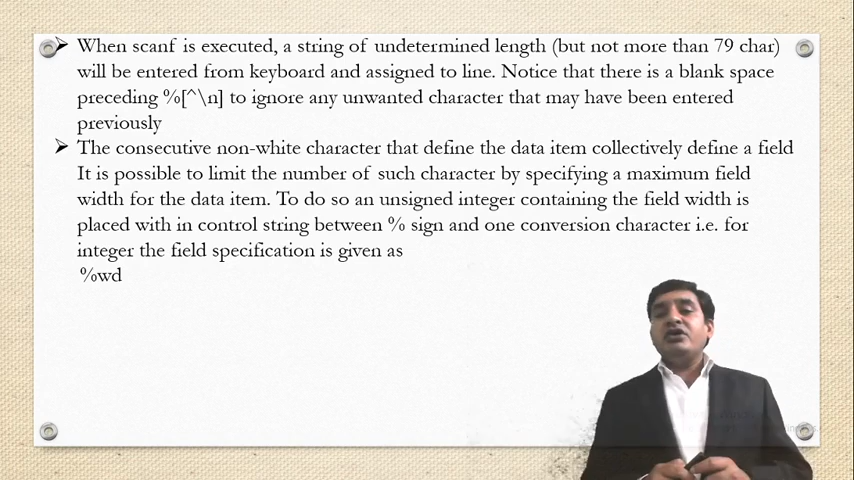 When scanf is executed, a string of undetermined length (but not more than 79 char)
will be entered from keyboard and assigned to line. Notice that there is a blank space
preceding %[^\n] to ignore any unwanted character that may have been entered
previously
The consecutive non-white character that define the data item collectively define a field
It is possible to limit the number of such character by specifying a maximum field
width for the data item. To do so an unsigned integer containing the field width is
placed with in control string between % sign and one conversion character i.e. for
integer the field specification is given as
%wd